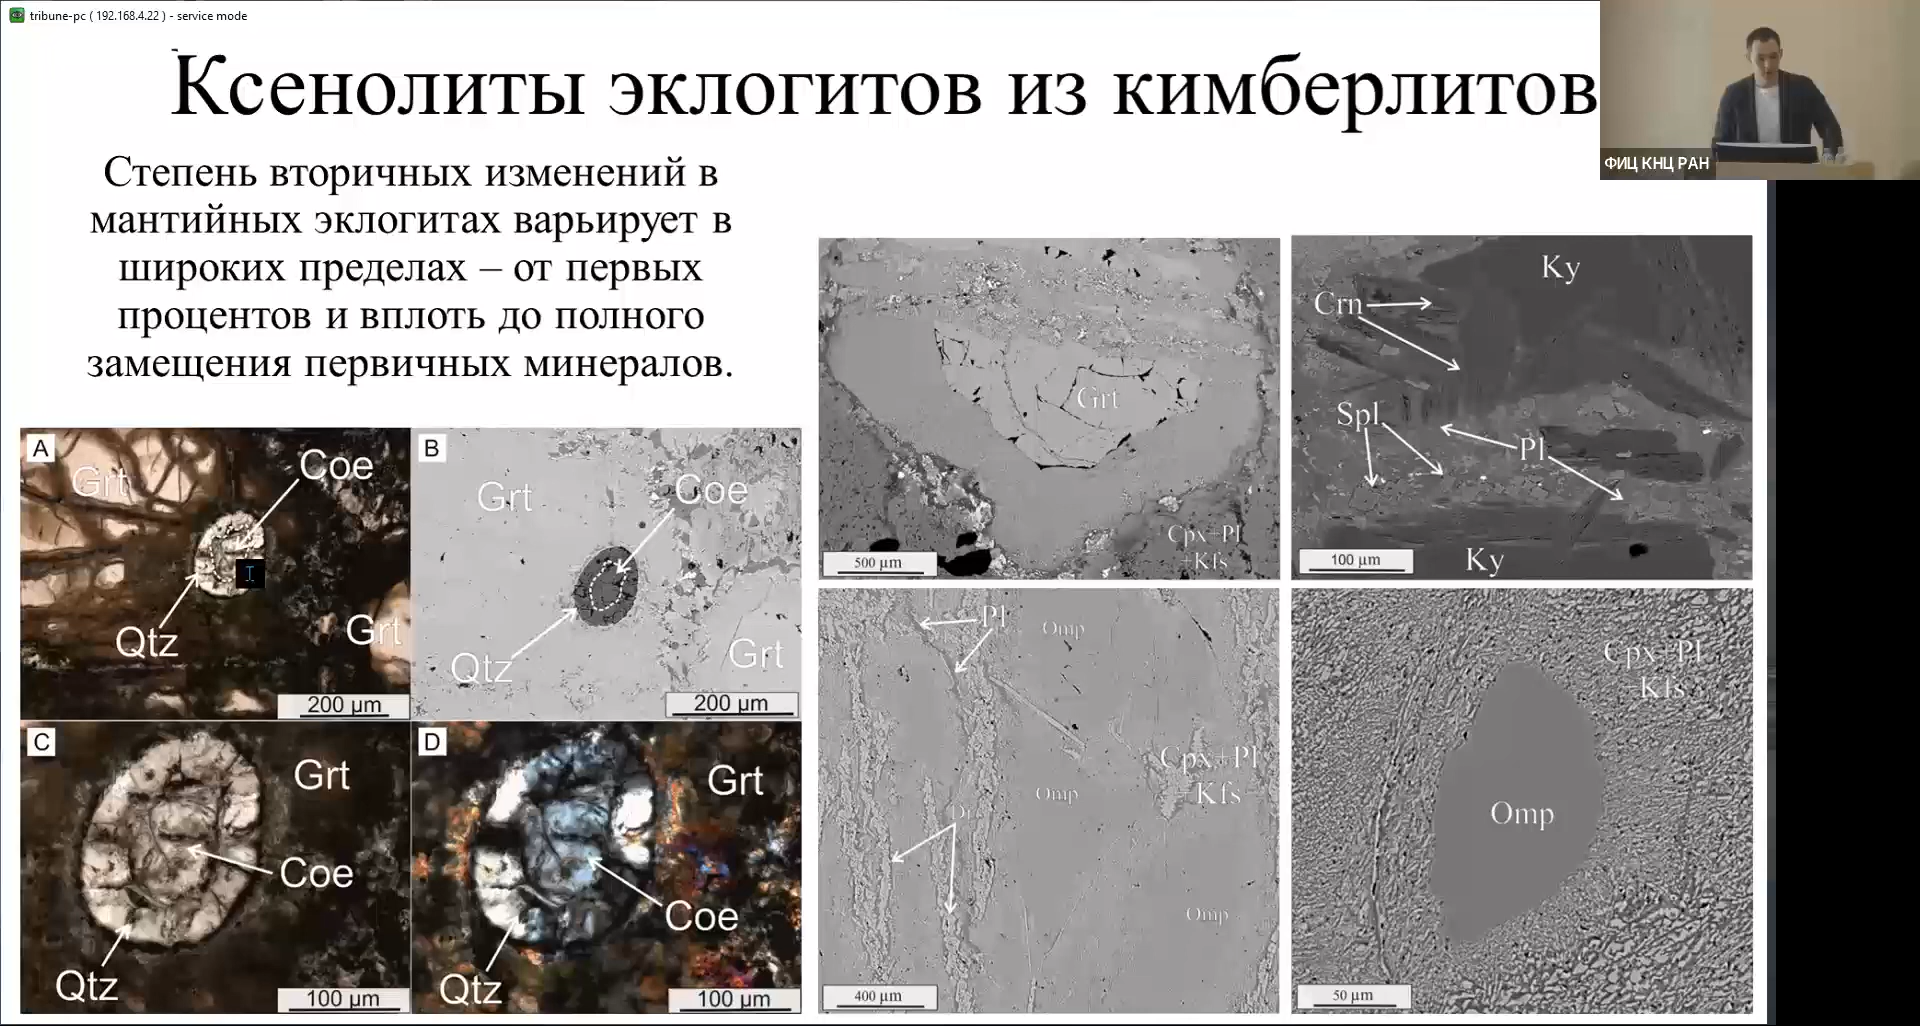 tribune-pc ( 192.168.4.22 ) - service mode
Ксенолиты эклогитов из кимберлитов
ФИЦ КНЦ РАН
Степень вторичных изменений в
мантийных эклогитах варьирует в
широких пределах – от первых
процентов и вплоть до полного
замещения первичных минералов.
A
Grt
Coe
Qtz
Grt
200 µm
B
Grt
Coe
Qtz
Grt
200 µm
C
Grt
Coe
Qtz
100 µm
D
Grt
Coe
Qtz
100 µm
Grt
Cpx+Pl
+Kfs
500 µm
Ky
Crn
Spl
Pl
Ky
100 µm
Pl
Omp
Omp
Cpx+Pl
+Kfs
Omp
400 µm
Cpx+Pl
+Kfs
Omp
50 µm